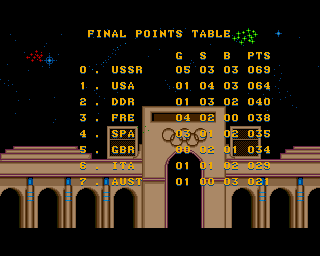 FINAL POINTS TABLE
G S B PTS
0 . USSR 05 03 03 069
1 . USA 01 04 03 064
2 . DDR 01 03 02 040
3 . FRE 04 02 00 038
4 . SPA 03 01 02 035
5 . GBR 00 02 01 034
6 . ITA 01 01 02 029
7 . AUST 01 00 03 021